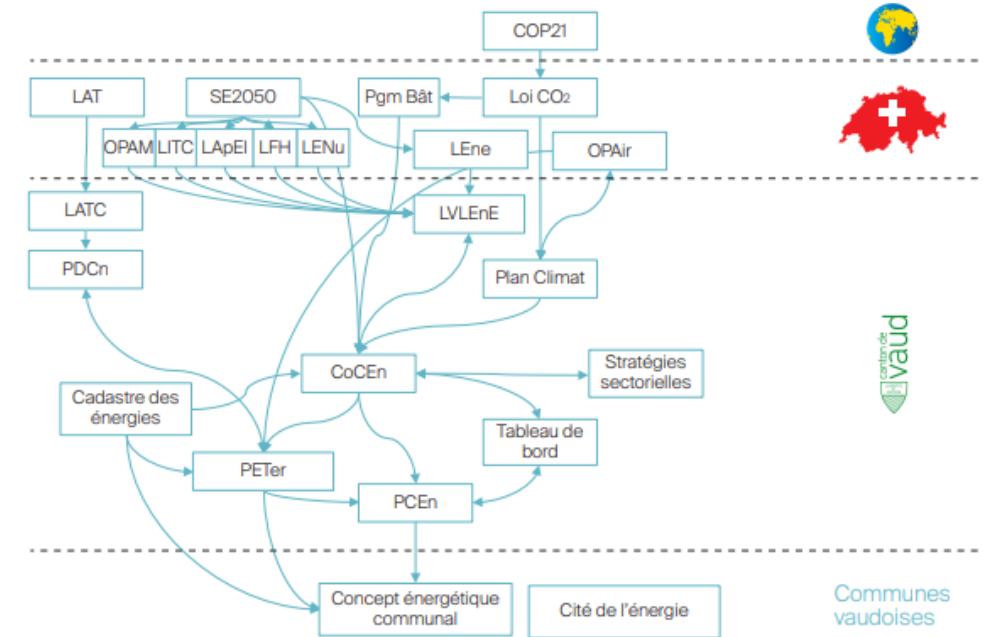 COP21
LAT
SE2050
Pgm Bât
Loi CO2
OPAM
LITC
LApEl
LFH
LENu
LEne
OPAir
LATC
LVLEnE
PDCn
Plan Climat
canton de
vaud
CoCEn
Stratégies
sectorielles
Cadastre des
énergies
Tableau de
bord
PETer
PCEn
Concept énergétique
communal
Cité de l'énergie
Communes
vaudoises